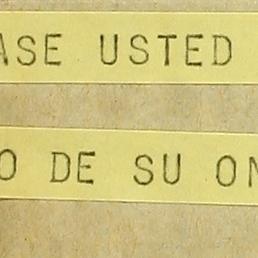 ASE USTED
O DE SU ON